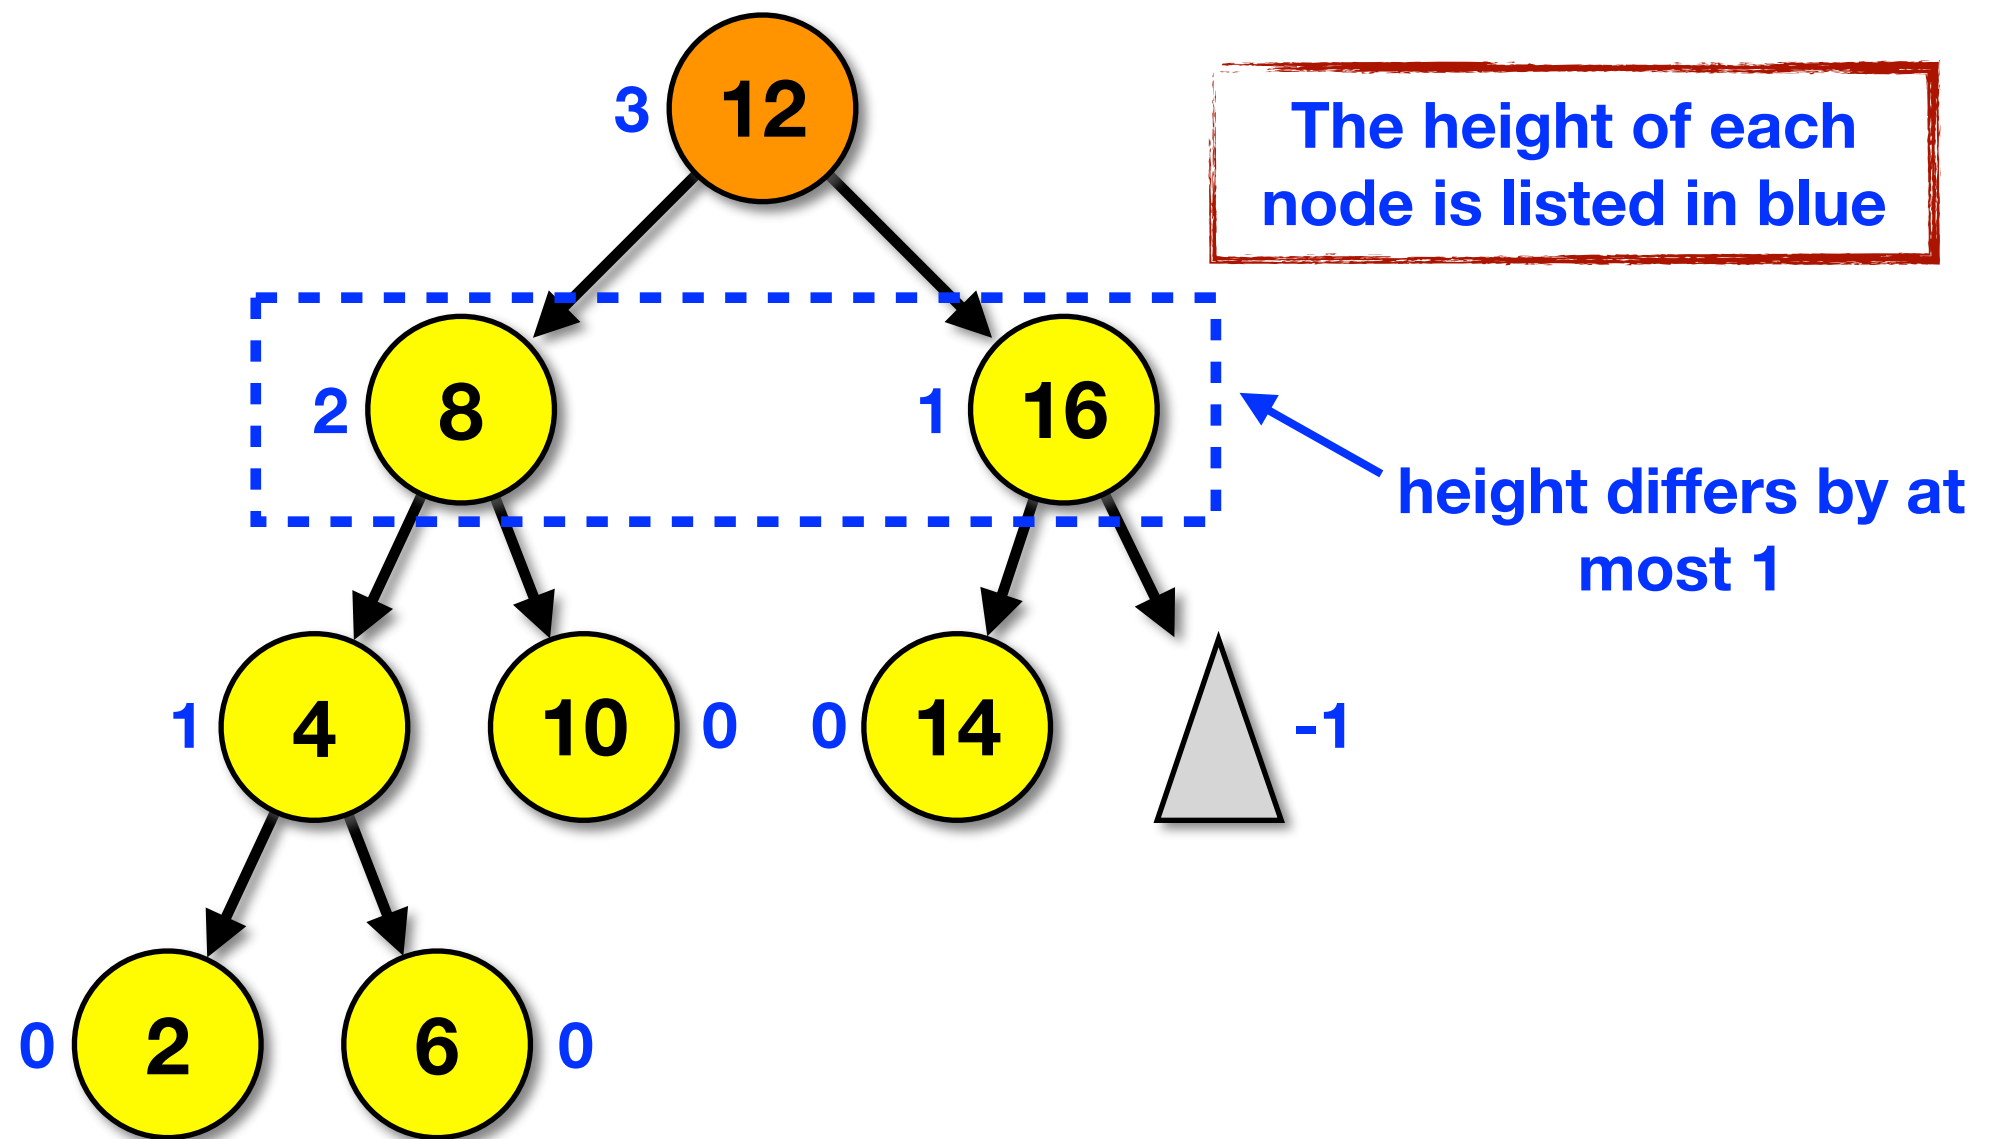 3 12
The height of each
node is listed in blue
2 8 1 16
height differs by at
most 1
1 4 10 0 0 14 -1
0 2 6 0